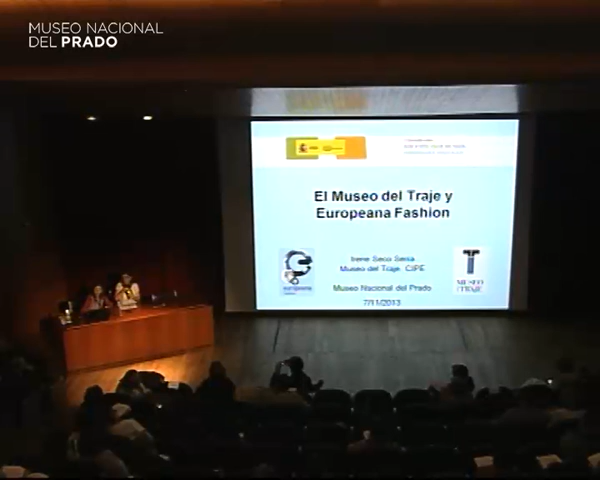 MUSEO NACIONAL
DEL PRADO
El Museo del Traje y
Europeana Fashion
Irene Seco Serra
Museo del Traje. CIPE
Museo Nacional del Prado
7/11/2013
MUSEO